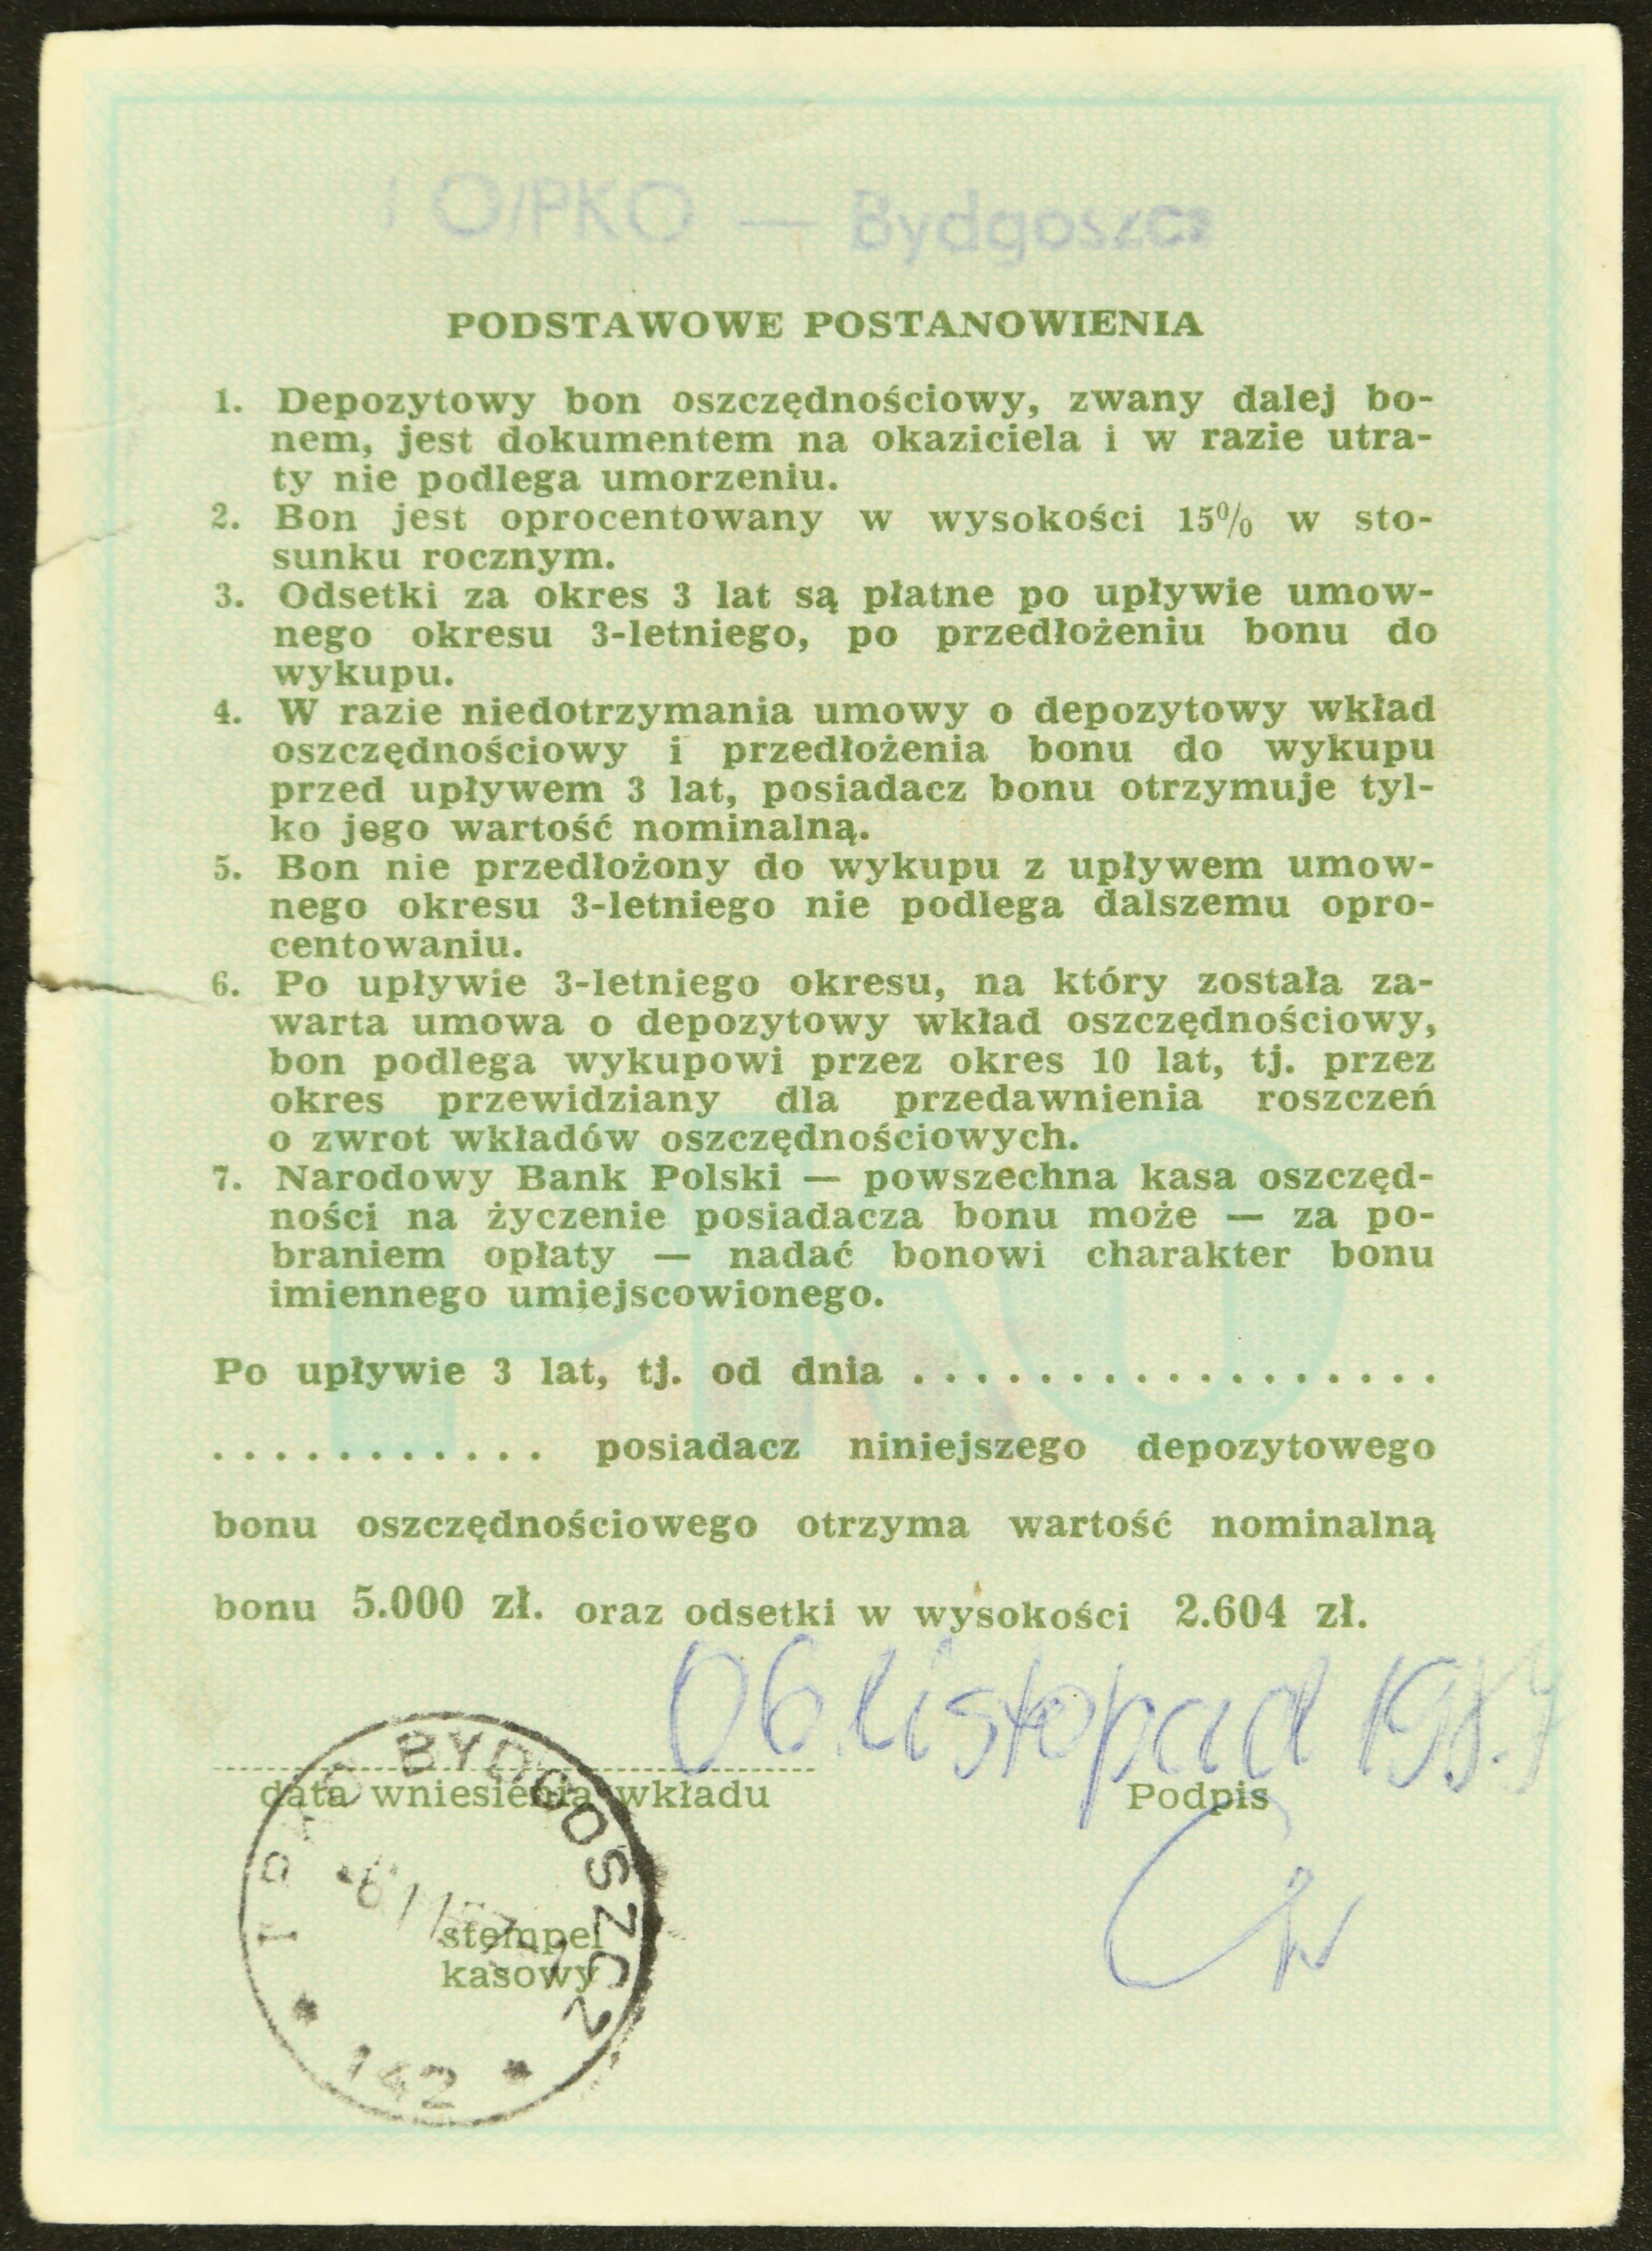 I O/PKO — Bydgoszcz
PODSTAWOWE POSTANOWIENIA
1. Depozytowy bon oszczędnościowy, zwany dalej bo-
nem, jest dokumentem na okaziciela i w razie utra-
ty nie podlega umorzeniu.
2. Bon jest oprocentowany w wysokości 15% w sto-
sunku rocznym.
3. Odsetki za okres 3 lat są płatne po upływie umow-
nego okresu 3-letniego, po przedłożeniu bonu do
wykupu.
4. W razie niedotrzymania umowy o depozytowy wkład
oszczędnościowy i przedłożenia bonu do wykupu
przed upływem 3 lat, posiadacz bonu otrzymuje tyl-
ko jego wartość nominalną.
5. Bon nie przedłożony do wykupu z upływem umow-
nego okresu 3-letniego nie podlega dalszemu opro-
centowaniu.
6. Po upływie 3-letniego okresu, na który została za-
warta umowa o depozytowy wkład oszczędnościowy,
bon podlega wykupowi przez okres 10 lat, tj. przez
okres przewidziany dla przedawnienia roszczeń
o zwrot wkładów oszczędnościowych.
7. Narodowy Bank Polski — powszechna kasa oszczęd-
ności na życzenie posiadacza bonu może — za po-
braniem opłaty — nadać bonowi charakter bonu
imiennego umiejscowionego.
PKO
Po upływie 3 lat, tj. od dnia . . . . . . . . . . . . . . . . .
. . . . . . . . . . . posiadacz niniejszego depozytowego
bonu oszczędnościowego otrzyma wartość nominalną
bonu 5.000 zł. oraz odsetki w wysokości 2.604 zł.
06. listopad
data wniesienia wkładu
Podpis
I PKO BYDGOSZCZ
stempel
kasowy
* 142 *